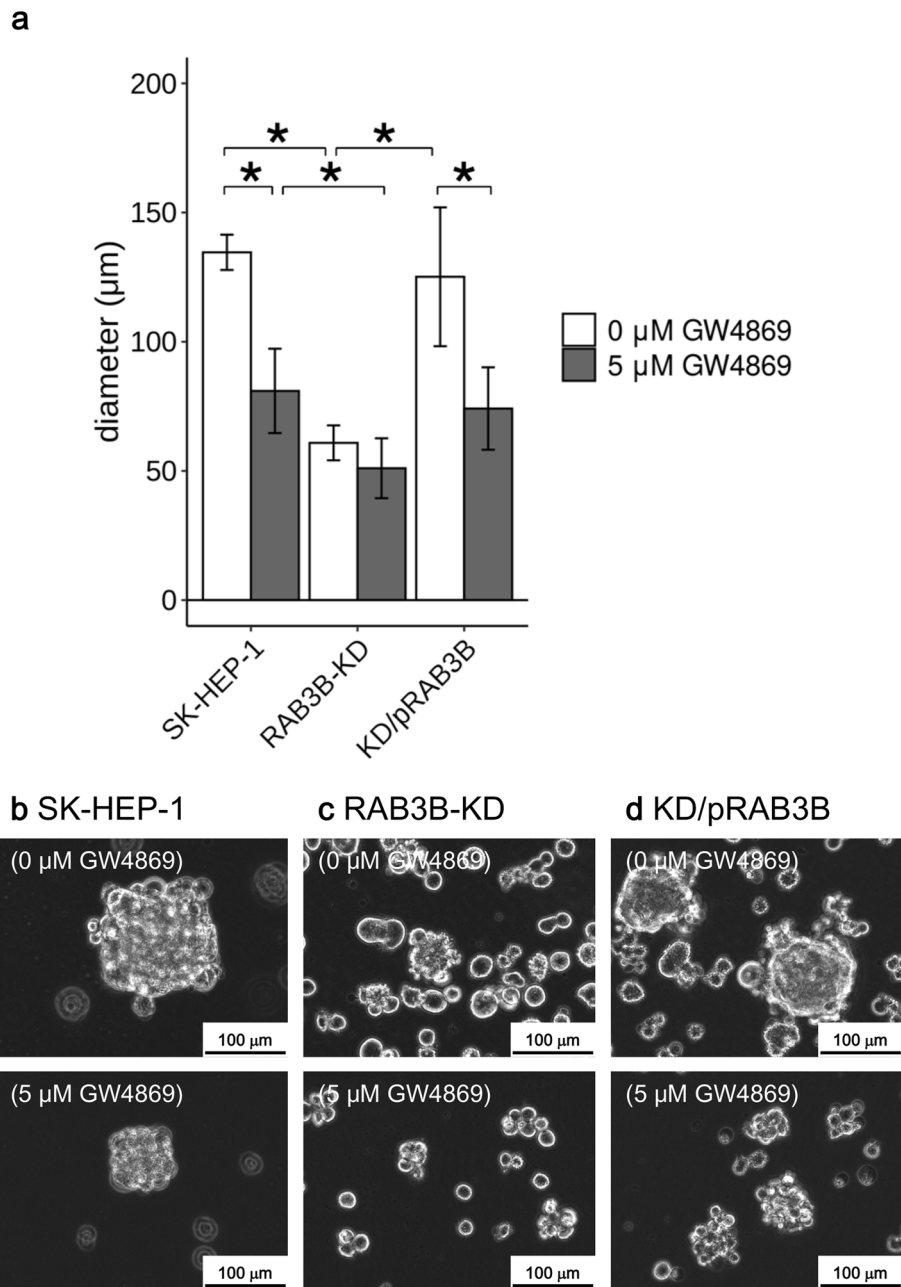 a
200
150
100
50
0
diameter (μm)
*
*
*
*
*
0 μM GW4869
5 μM GW4869
SK-HEP-1
RAB3B-KD
KD/pRAB3B
b SK-HEP-1
c RAB3B-KD
d KD/pRAB3B
(0 μM GW4869)
(0 μM GW4869)
(0 μM GW4869)
100 μm
100 μm
100 μm
(5 μM GW4869)
(5 μM GW4869)
(5 μM GW4869)
100 μm
100 μm
100 μm